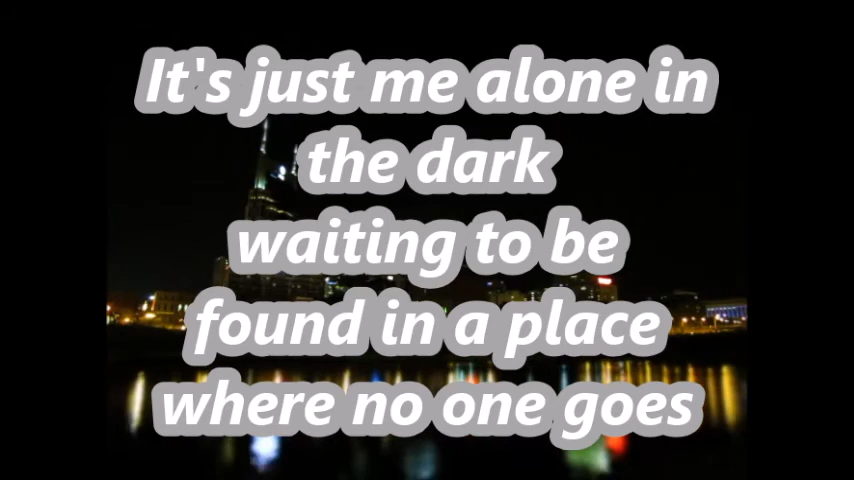 It's just me alone in
the dark
waiting to be
found in a place
where no one goes